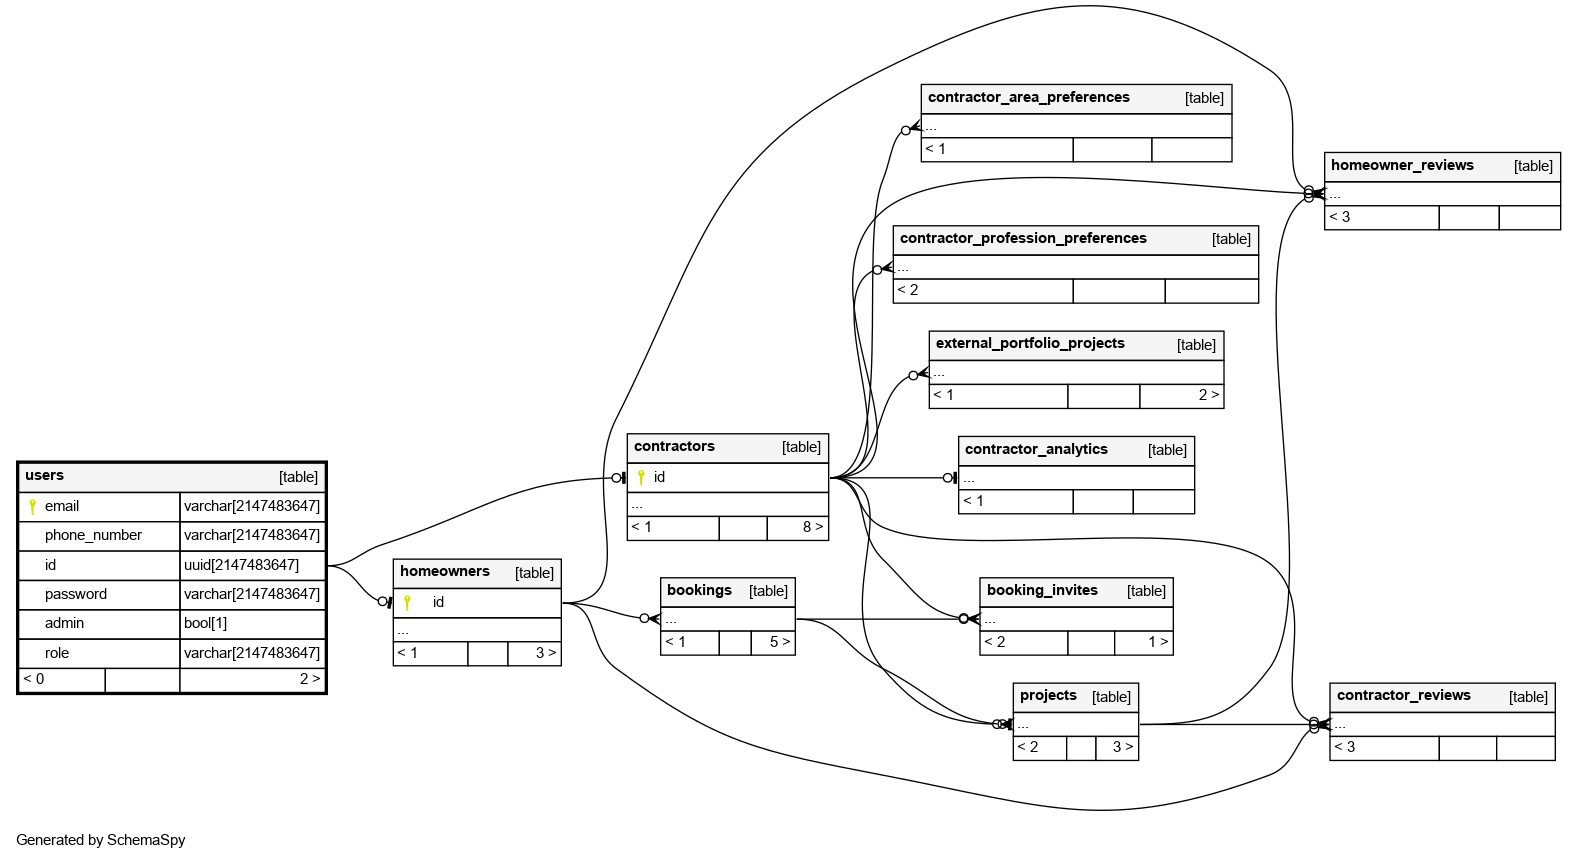 contractor_area_preferences [table]
...
< 1
homeowner_reviews [table]
...
< 3
contractor_profession_preferences [table]
...
< 2
external_portfolio_projects [table]
...
< 1 2 >
contractors [table]
id
...
< 1 8 >
contractor_analytics [table]
...
< 1
users [table]
email varchar[2147483647]
phone_number varchar[2147483647]
id uuid[2147483647]
password varchar[2147483647]
admin bool[1]
role varchar[2147483647]
< 0 2 >
homeowners [table]
id
...
< 1 3 >
bookings [table]
...
< 1 5 >
booking_invites [table]
...
< 2 1 >
projects [table]
...
< 2 3 >
contractor_reviews [table]
...
< 3
Generated by SchemaSpy